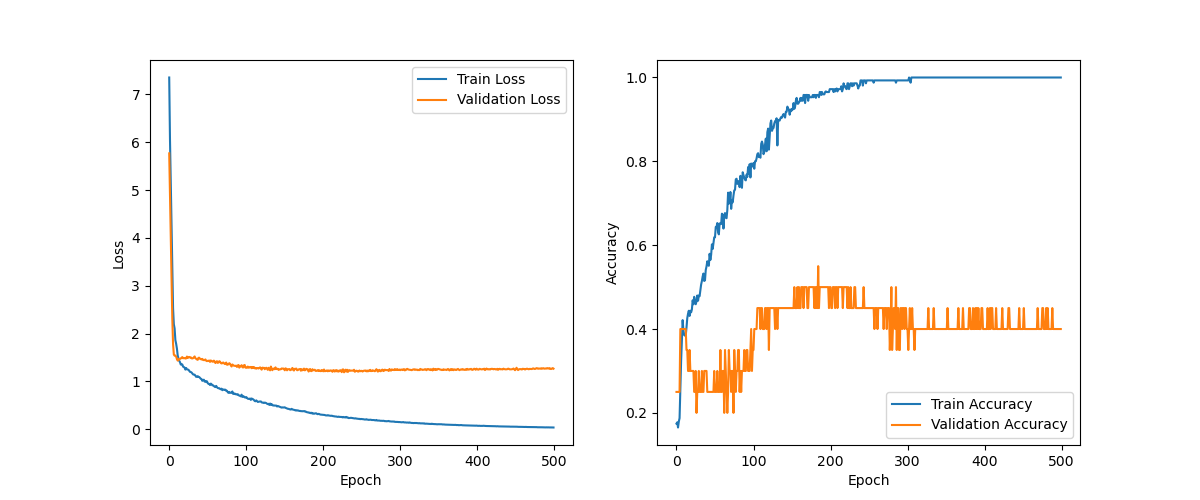 Train Loss
Validation Loss
7
6
5
4
3
2
1
0
Loss
0 100 200 300 400 500
Epoch
1.0
0.8
0.6
0.4
0.2
Accuracy
Train Accuracy
Validation Accuracy
0 100 200 300 400 500
Epoch